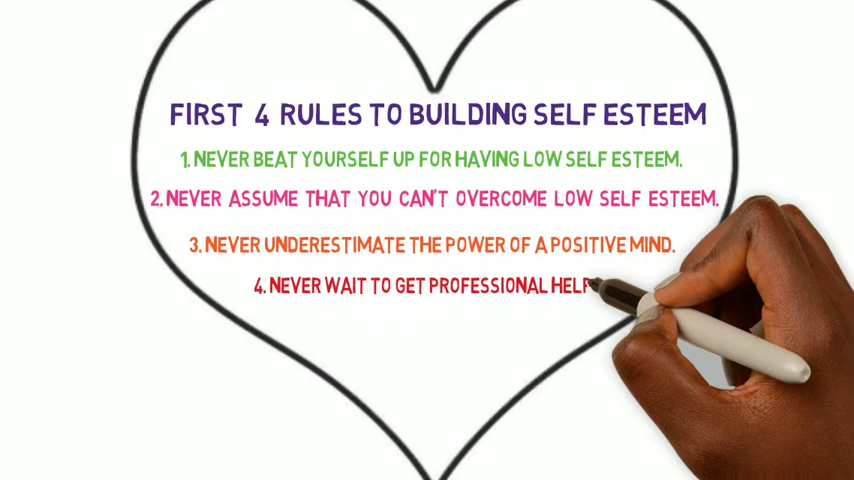 FIRST 4 RULES TO BUILDING SELF ESTEEM
1. NEVER BEAT YOURSELF UP FOR HAVING LOW SELF ESTEEM.
2. NEVER ASSUME THAT YOU CAN'T OVERCOME LOW SELF ESTEEM.
3. NEVER UNDERESTIMATE THE POWER OF A POSITIVE MIND.
4. NEVER WAIT TO GET PROFESSIONAL HELP